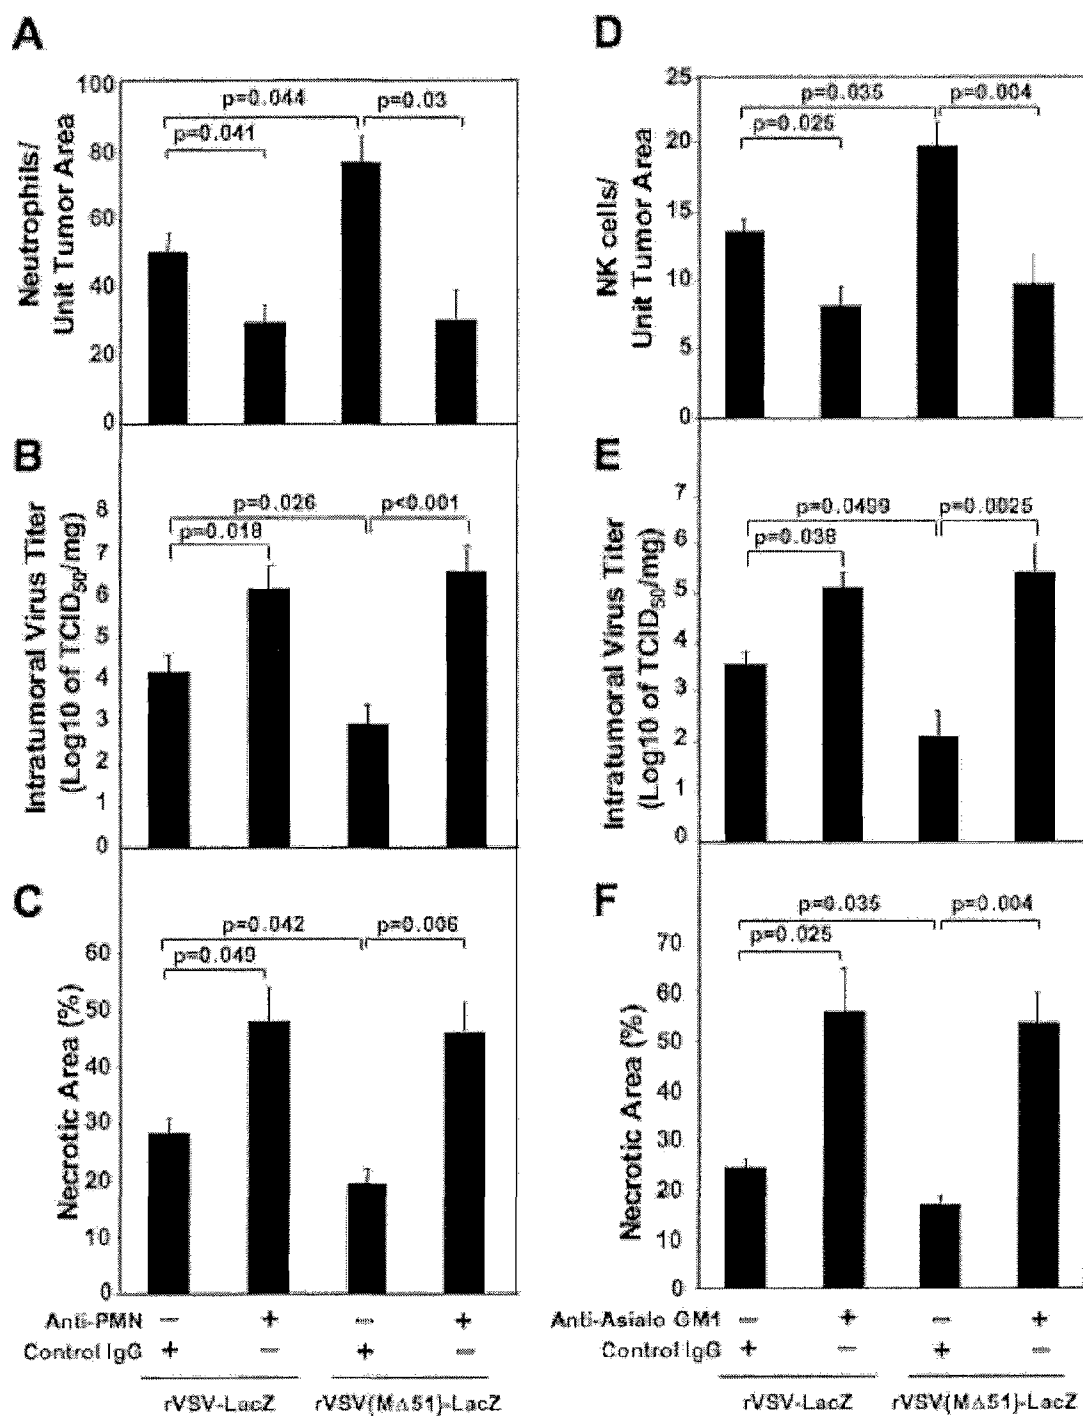 A
Neutrophils/
Unit Tumor Area
100
80
60
40
20
0
p=0.044
p=0.03
p=0.041
B
Intratumoral Virus Titer
(Log10 of TCID50/mg)
8
7
6
5
4
3
2
1
0
p=0.026
p<0.001
p=0.018
C
Necrotic Area (%)
60
50
40
30
20
10
0
p=0.042
p=0.006
p=0.049
Anti-PMN − + − +
Control IgG + − + −
rVSV-LacZ
rVSV(MΔ51)-LacZ
D
NK cells/
Unit Tumor Area
25
20
15
10
5
0
p=0.035
p=0.004
p=0.025
E
Intratumoral Virus Titer
(Log10 of TCID50/mg)
7
6
5
4
3
2
1
0
p=0.0499
p=0.0025
p=0.038
F
Necrotic Area (%)
70
60
50
40
30
20
10
0
p=0.035
p=0.004
p=0.025
Anti-Asialo GM1 − + − +
Control IgG + − + −
rVSV-LacZ
rVSV(MΔ51)-LacZ